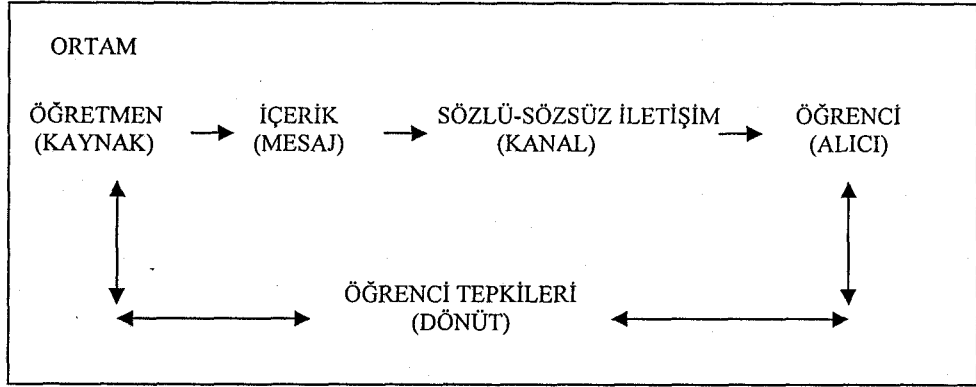 ORTAM
ÖĞRETMEN
(KAYNAK)
İÇERİK
(MESAJ)
SÖZLÜ-SÖZSÜZ İLETİŞİM
(KANAL)
ÖĞRENCİ
(ALICI)
ÖĞRENCİ TEPKİLERİ
(DÖNÜT)